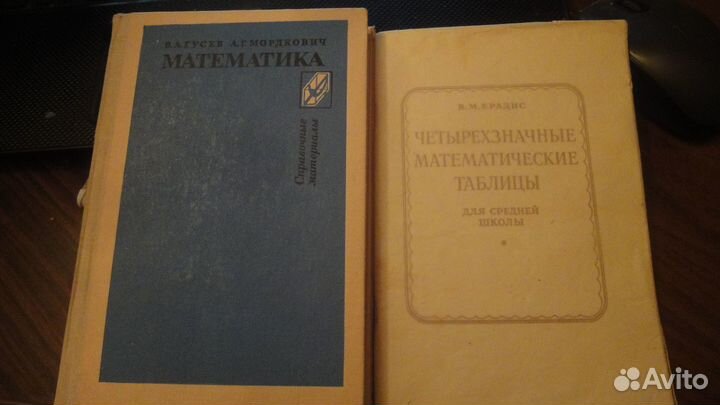 В.А.ГУСЕВ А.Г.МОРДКОВИЧ
МАТЕМАТИКА
Справочные
материалы
В.М.БРАДИС
ЧЕТЫРЕХЗНАЧНЫЕ
МАТЕМАТИЧЕСКИЕ
ТАБЛИЦЫ
ДЛЯ СРЕДНЕЙ
ШКОЛЫ
Avito